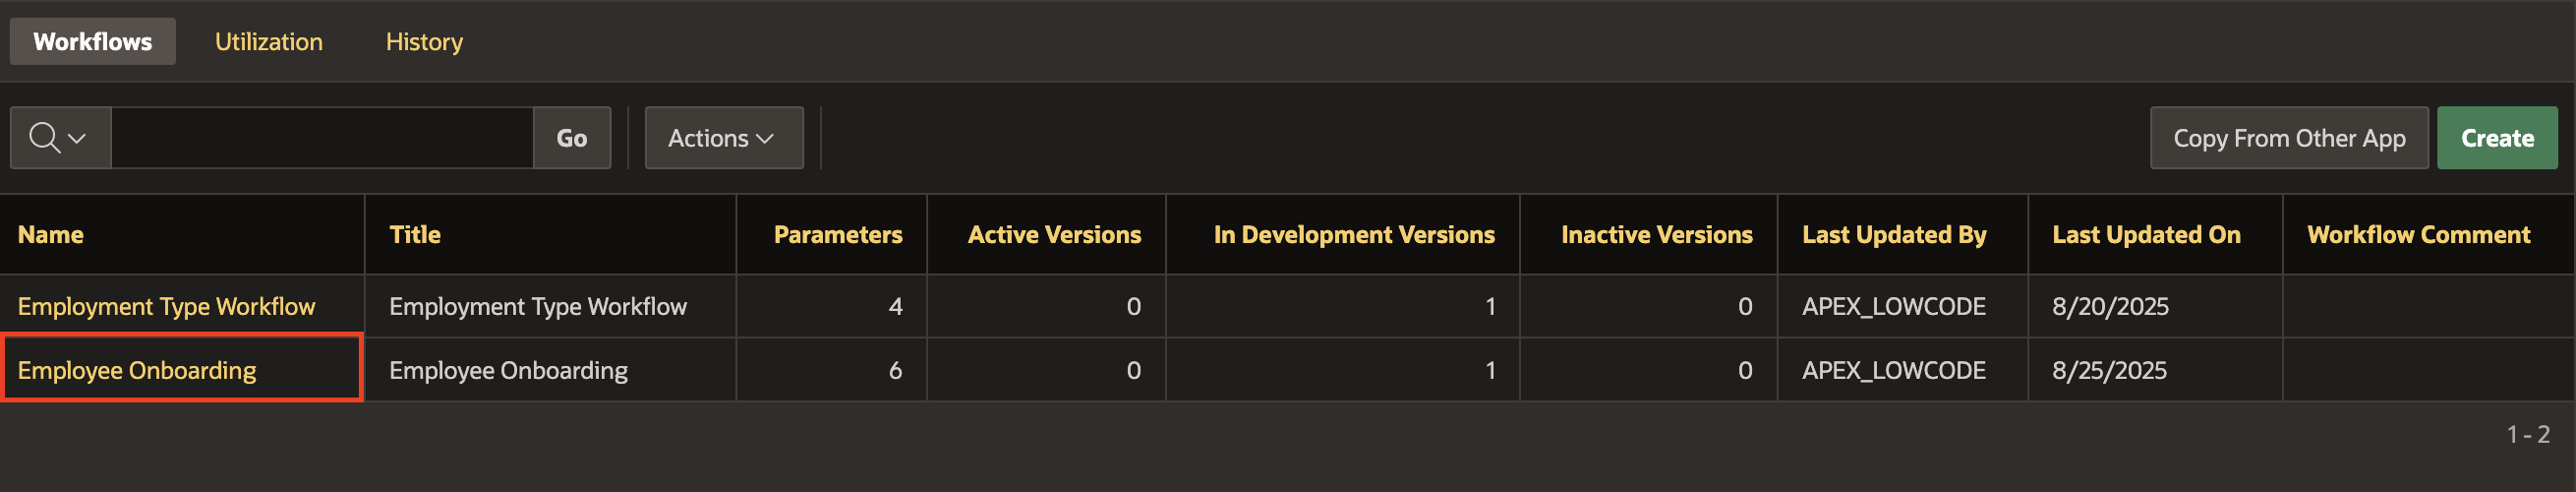 Workflows Utilization History
Go Actions Copy From Other App Create
Name Title Parameters Active Versions In Development Versions Inactive Versions Last Updated By Last Updated On Workflow Comment
Employment Type Workflow Employment Type Workflow 4 0 1 0 APEX_LOWCODE 8/20/2025
Employee Onboarding Employee Onboarding 6 0 1 0 APEX_LOWCODE 8/25/2025
1 - 2